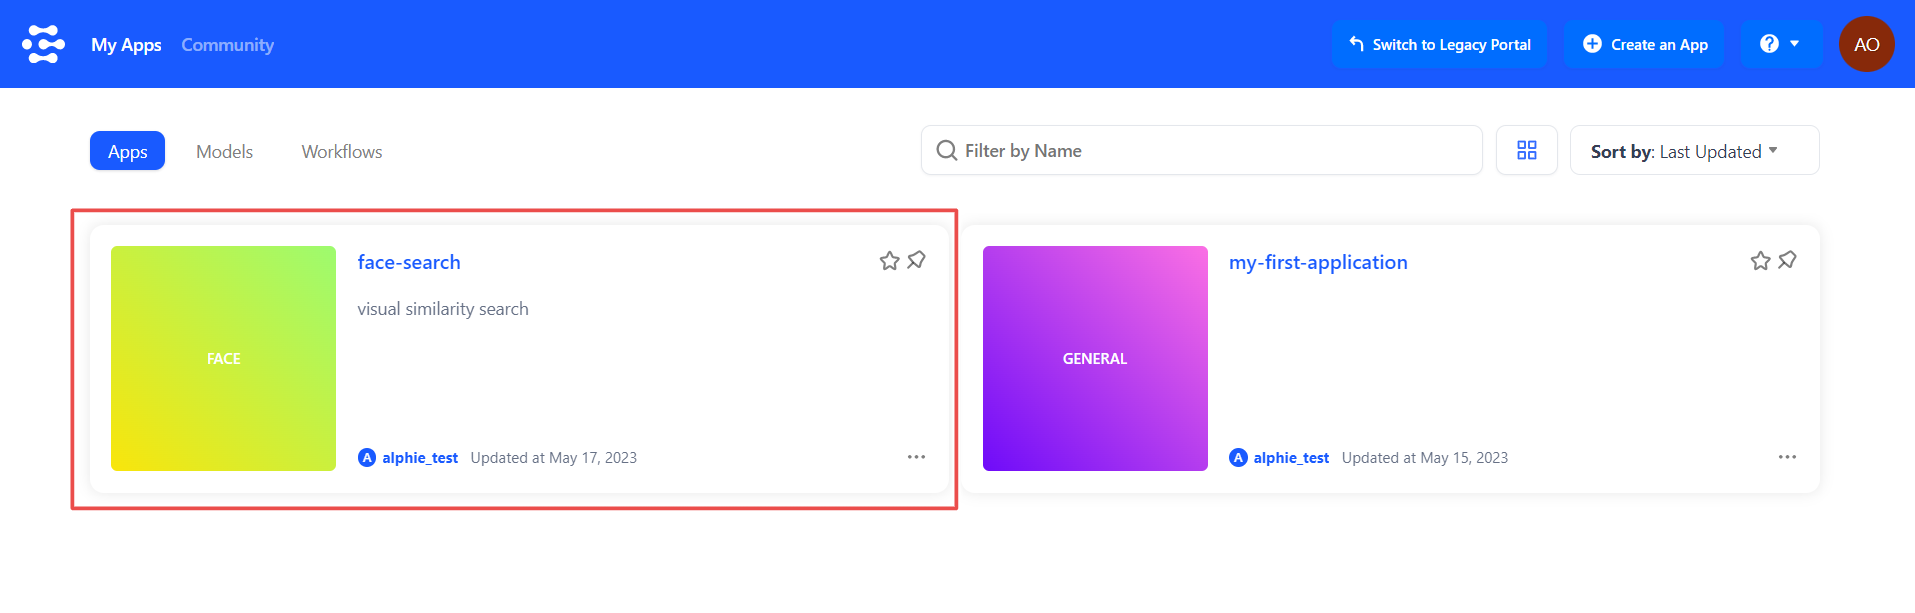 My Apps Community Switch to Legacy Portal Create an App AO
Apps Models Workflows Filter by Name Sort by: Last Updated
face-search
visual similarity search
FACE
A alphie_test Updated at May 17, 2023
my-first-application
GENERAL
A alphie_test Updated at May 15, 2023